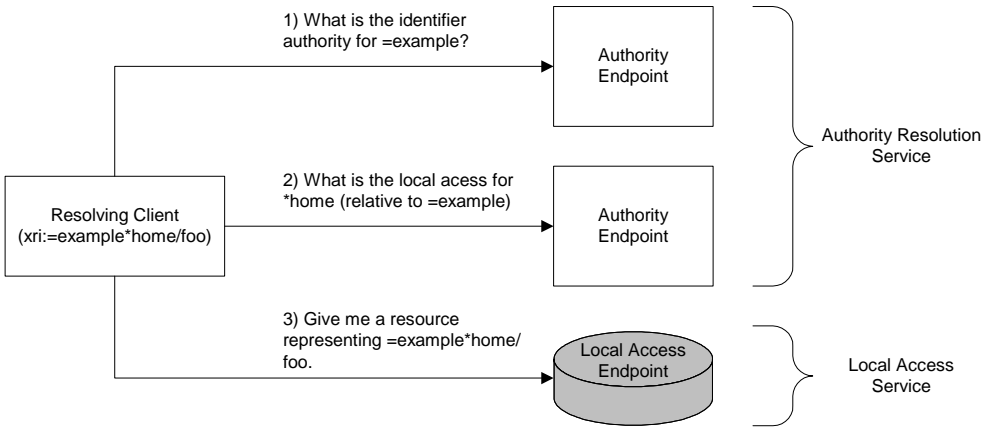 1) What is the identifier
authority for =example?
Authority
Endpoint
Authority Resolution
Service
Resolving Client
(xri:=example*home/foo)
2) What is the local acess for
*home (relative to =example)
Authority
Endpoint
3) Give me a resource
representing =example*home/
foo.
Local Access
Endpoint
Local Access
Service